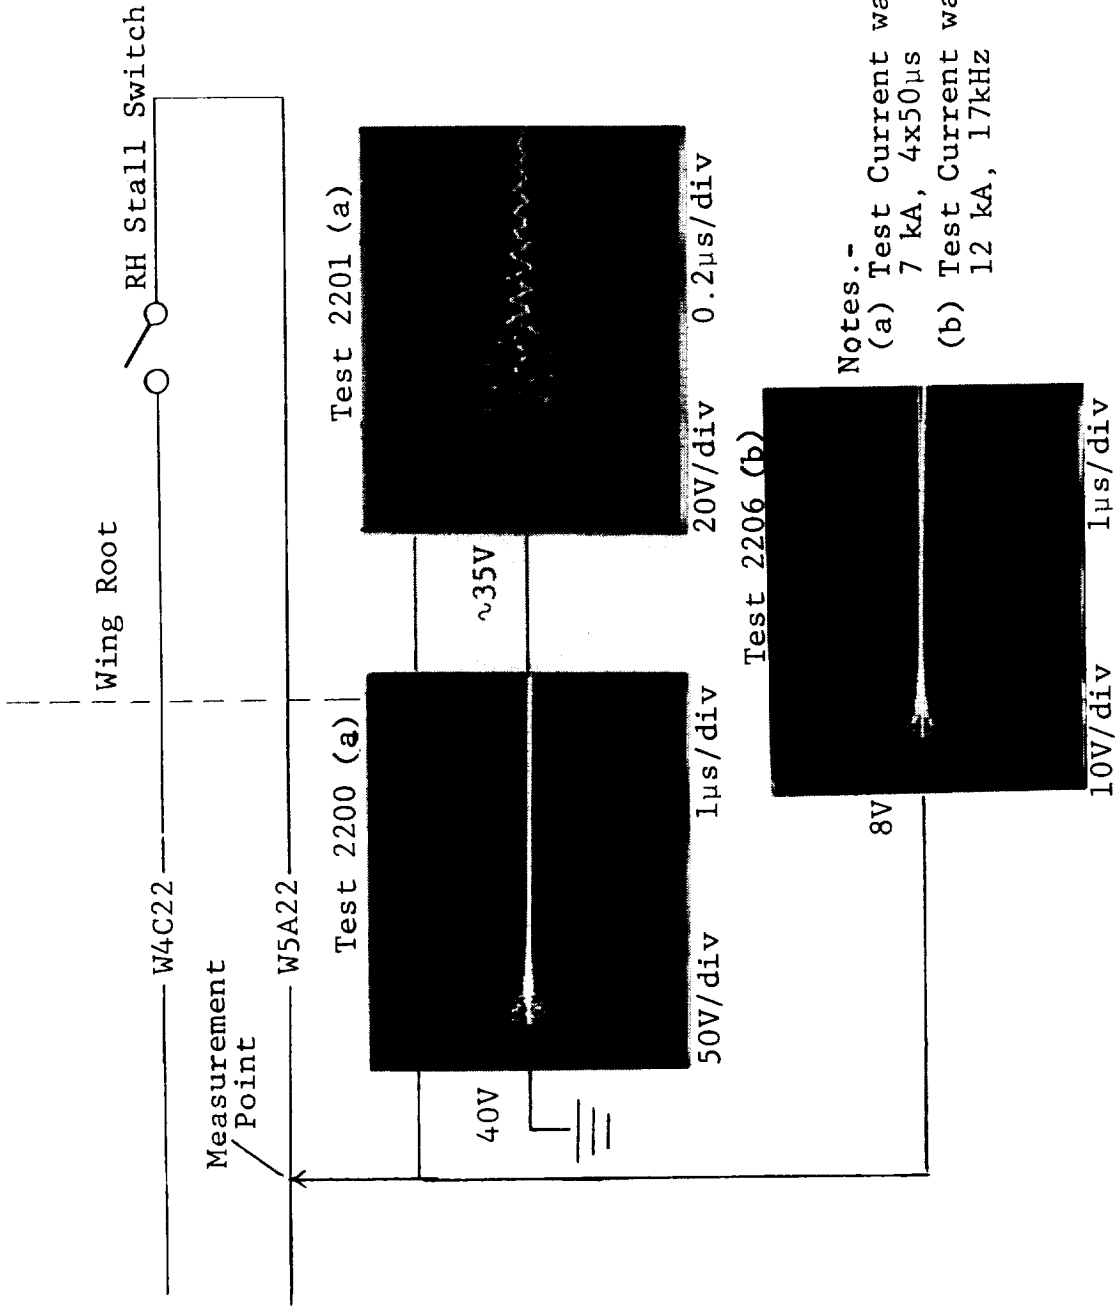 RH Stall Switch
Wing Root
W4C22
W5A22
Measurement
Point
Test 2200 (a)
40V
50V/div
1µs/div
Test 2201 (a)
~35V
20V/div
0.2µs/div
Test 2206 (b)
8V
10V/div
1µs/div
Notes.-
(a) Test Current
7 kA, 4x50µs
(b) Test Current
12 kA, 17kHz